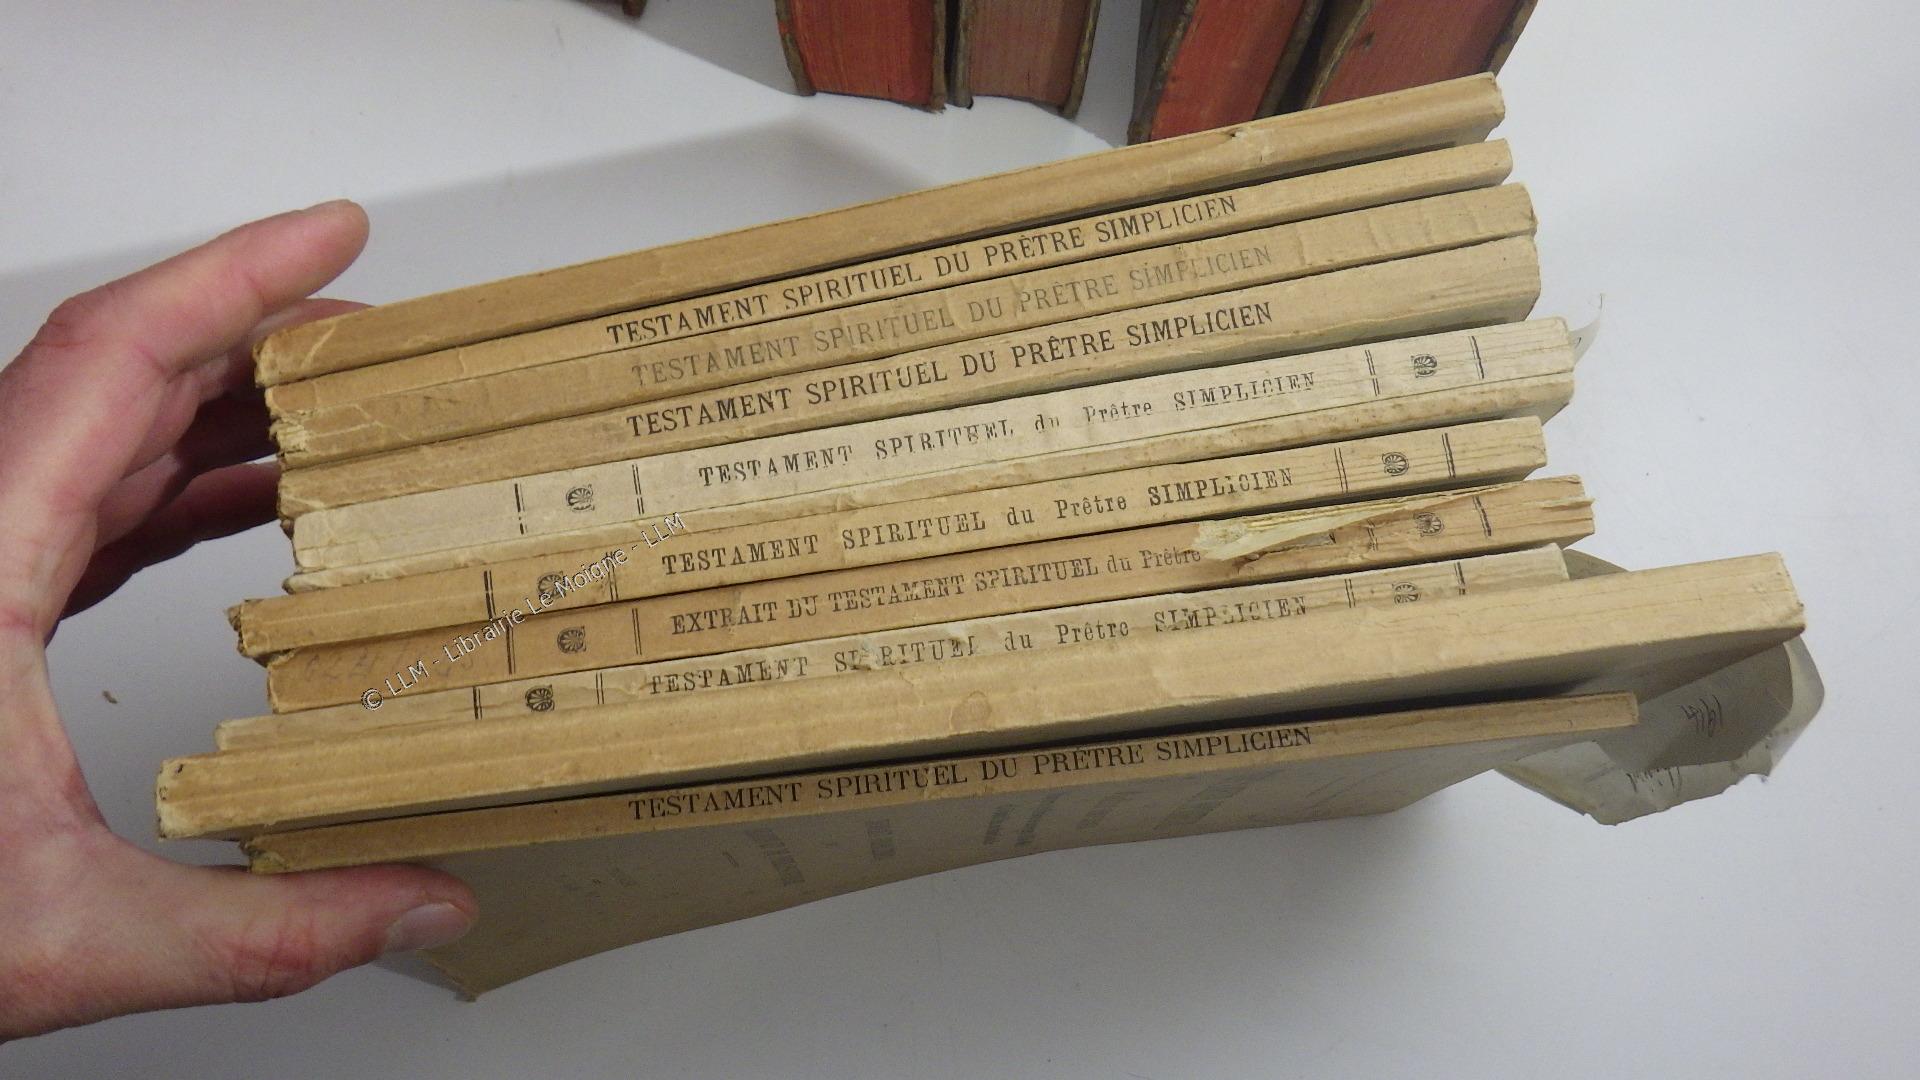 TESTAMENT SPIRITUEL DU PRÊTRE SIMPLICIEN
TESTAMENT SPIRITUEL DU PRÊTRE SIMPLICIEN
TESTAMENT SPIRITUEL DU PRÊTRE SIMPLICIEN
TESTAMENT SPIRITUEL du Prêtre SIMPLICIEN
TESTAMENT SPIRITUEL du Prêtre SIMPLICIEN
EXTRAIT DU TESTAMENT SPIRITUEL du Prêtre
TESTAMENT SPIRITUEL du Prêtre SIMPLICIEN
TESTAMENT SPIRITUEL DU PRÊTRE SIMPLICIEN
© LLM - Librairie Le Moigne - LLM